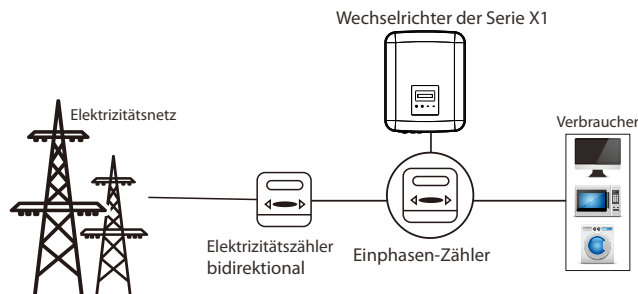 Wechselrichter der Serie X1
Elektrizitätsnetz
Verbraucher
Elektrizitätszähler
bidirektional
Einphasen-Zähler